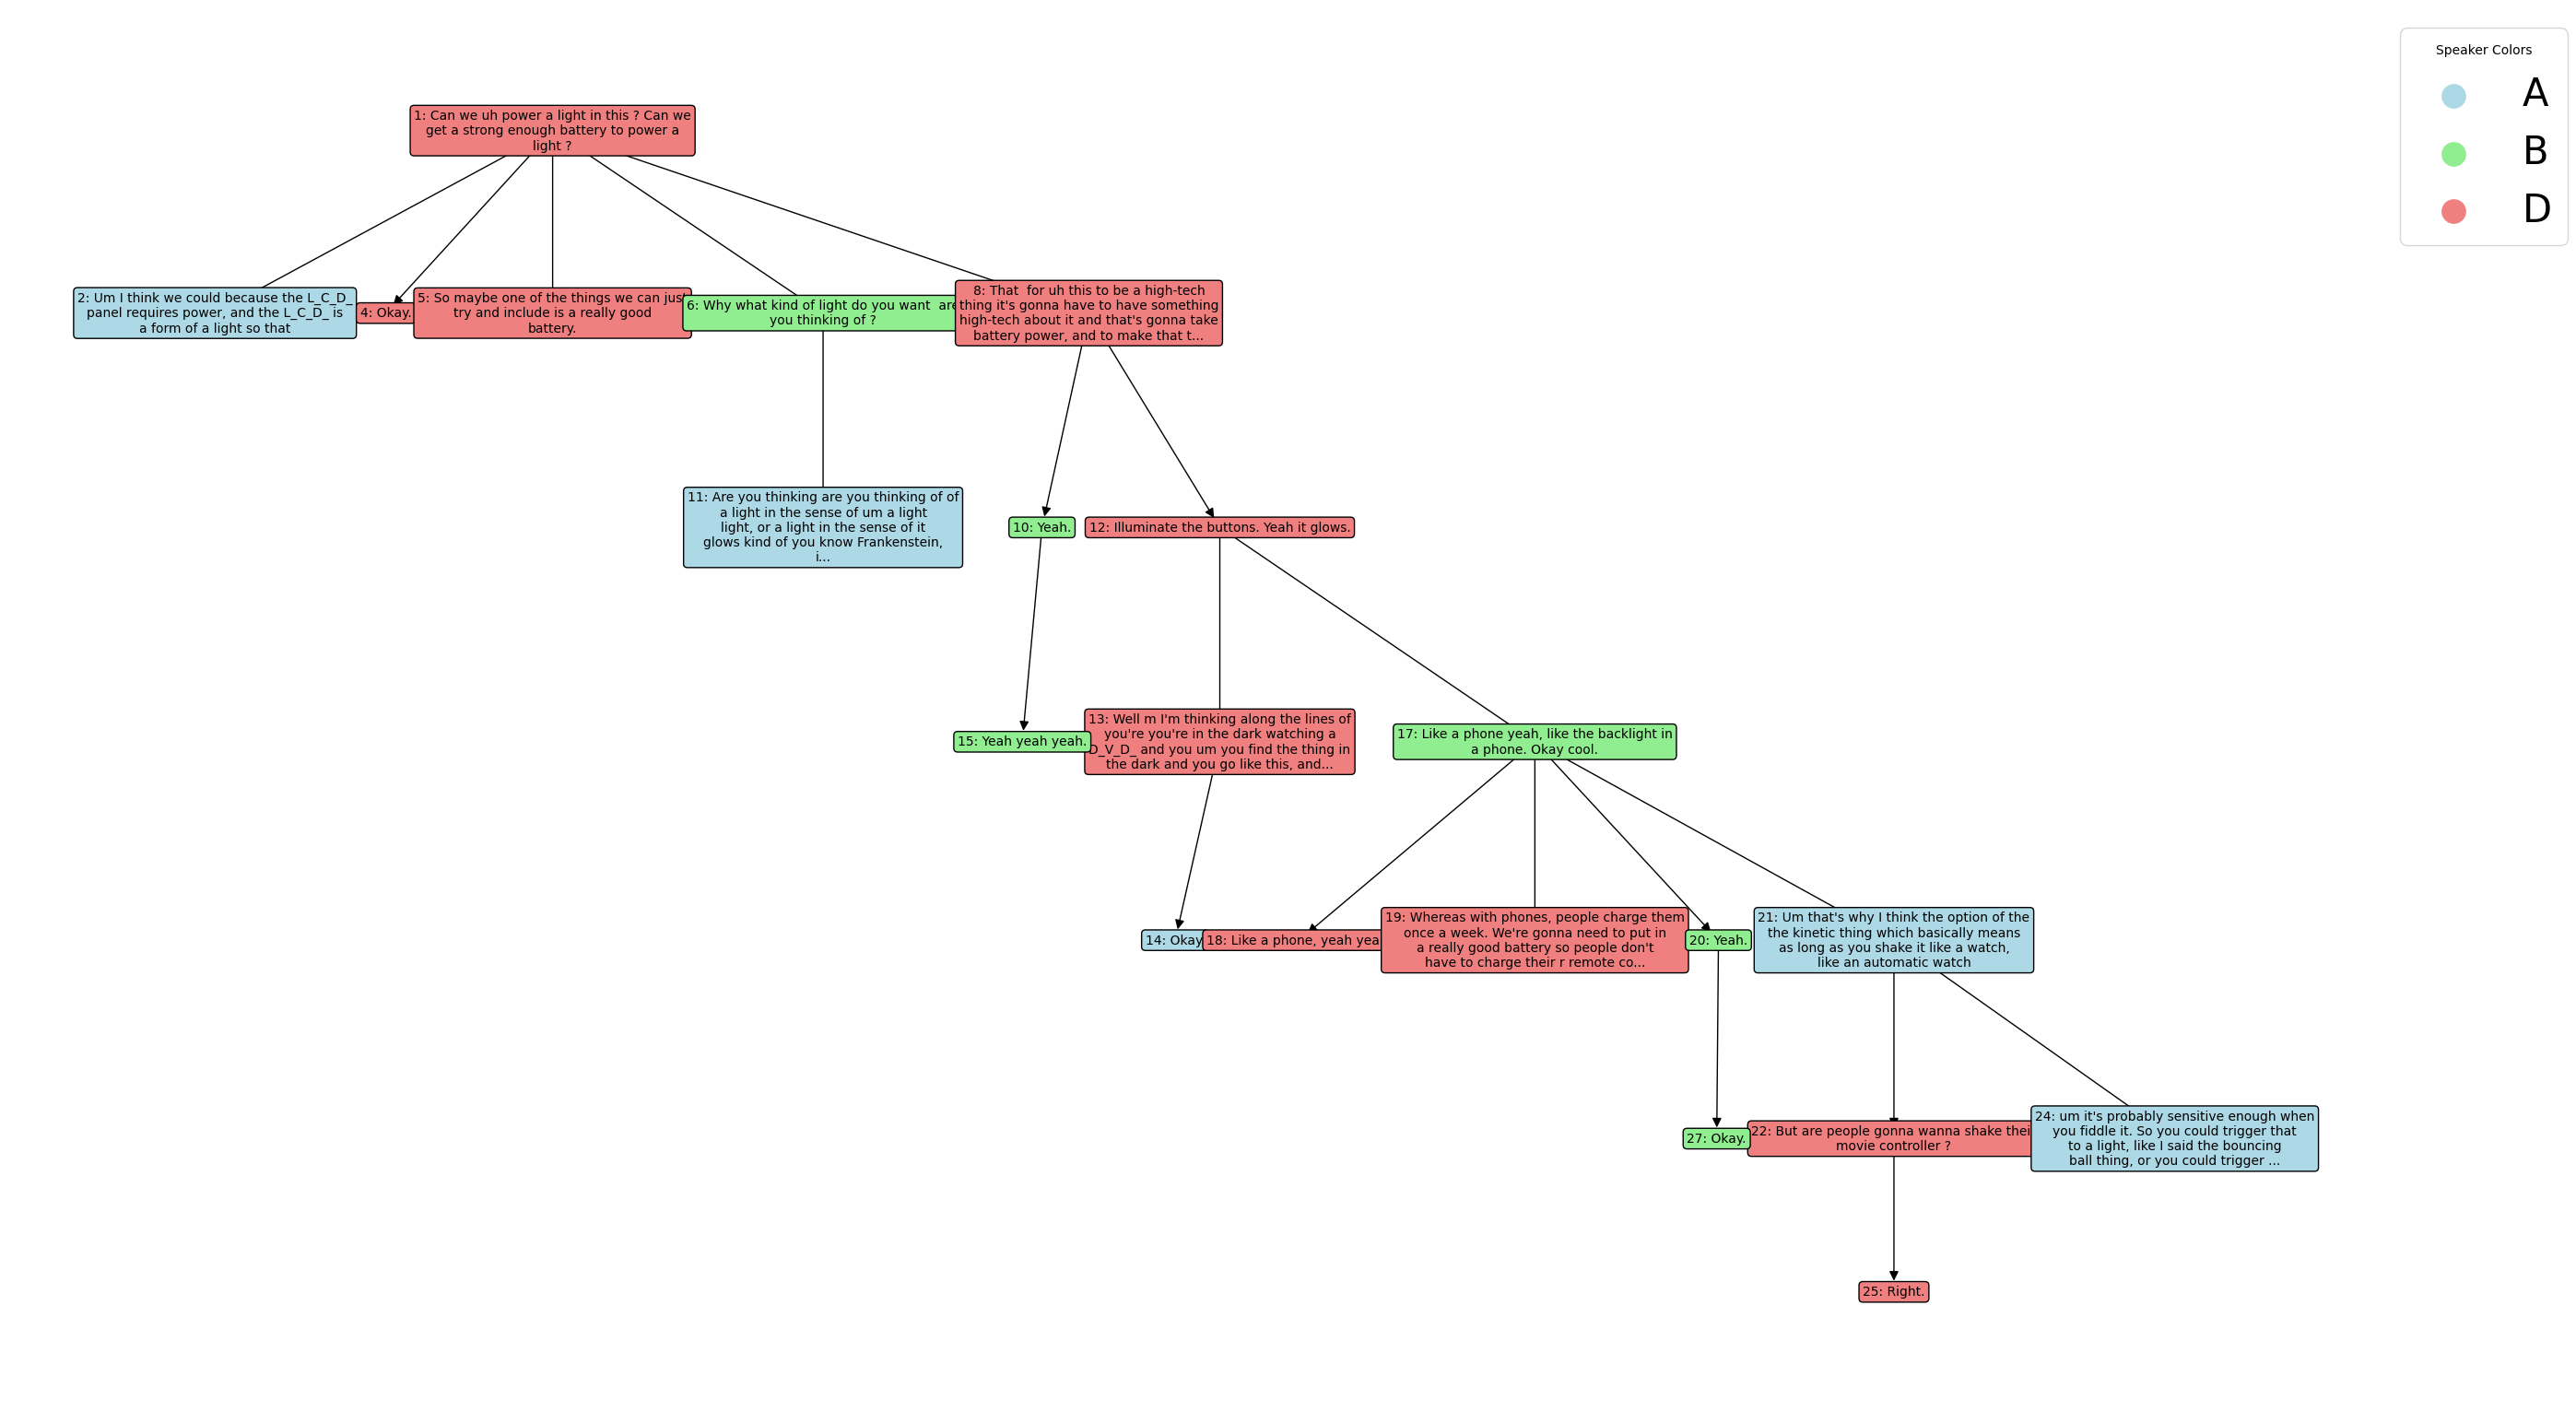 Speaker Colors
A
B
D
1: Can we uh power a light in this ? Can we
get a strong enough battery to power a
light ?
2: Um I think we could because the L_C_D_
panel requires power, and the L_C_D_ is
a form of a light so that
4: Okay.
5: So maybe one of the things we can just
try and include is a really good
battery.
6: Why what kind of light do you want  are
you thinking of ?
8: That  for uh this to be a high-tech
thing it's gonna have to have something
high-tech about it and that's gonna take
battery power, and to make that t...
11: Are you thinking are you thinking of of
a light in the sense of um a light
light, or a light in the sense of it
glows kind of you know Frankenstein,
i...
10: Yeah.
12: Illuminate the buttons. Yeah it glows.
15: Yeah yeah yeah.
13: Well m I'm thinking along the lines of
you're you're in the dark watching a
D_V_D_ and you um you find the thing in
the dark and you go like this, and...
17: Like a phone yeah, like the backlight in
a phone. Okay cool.
14: Okay
18: Like a phone, yeah yea
19: Whereas with phones, people charge them
once a week. We're gonna need to put in
a really good battery so people don't
have to charge their r remote co...
20: Yeah.
21: Um that's why I think the option of the
the kinetic thing which basically means
as long as you shake it like a watch,
like an automatic watch
27: Okay.
22: But are people gonna wanna shake thei
movie controller ?
24: um it's probably sensitive enough when
you fiddle it. So you could trigger that
to a light, like I said the bouncing
ball thing, or you could trigger ...
25: Right.